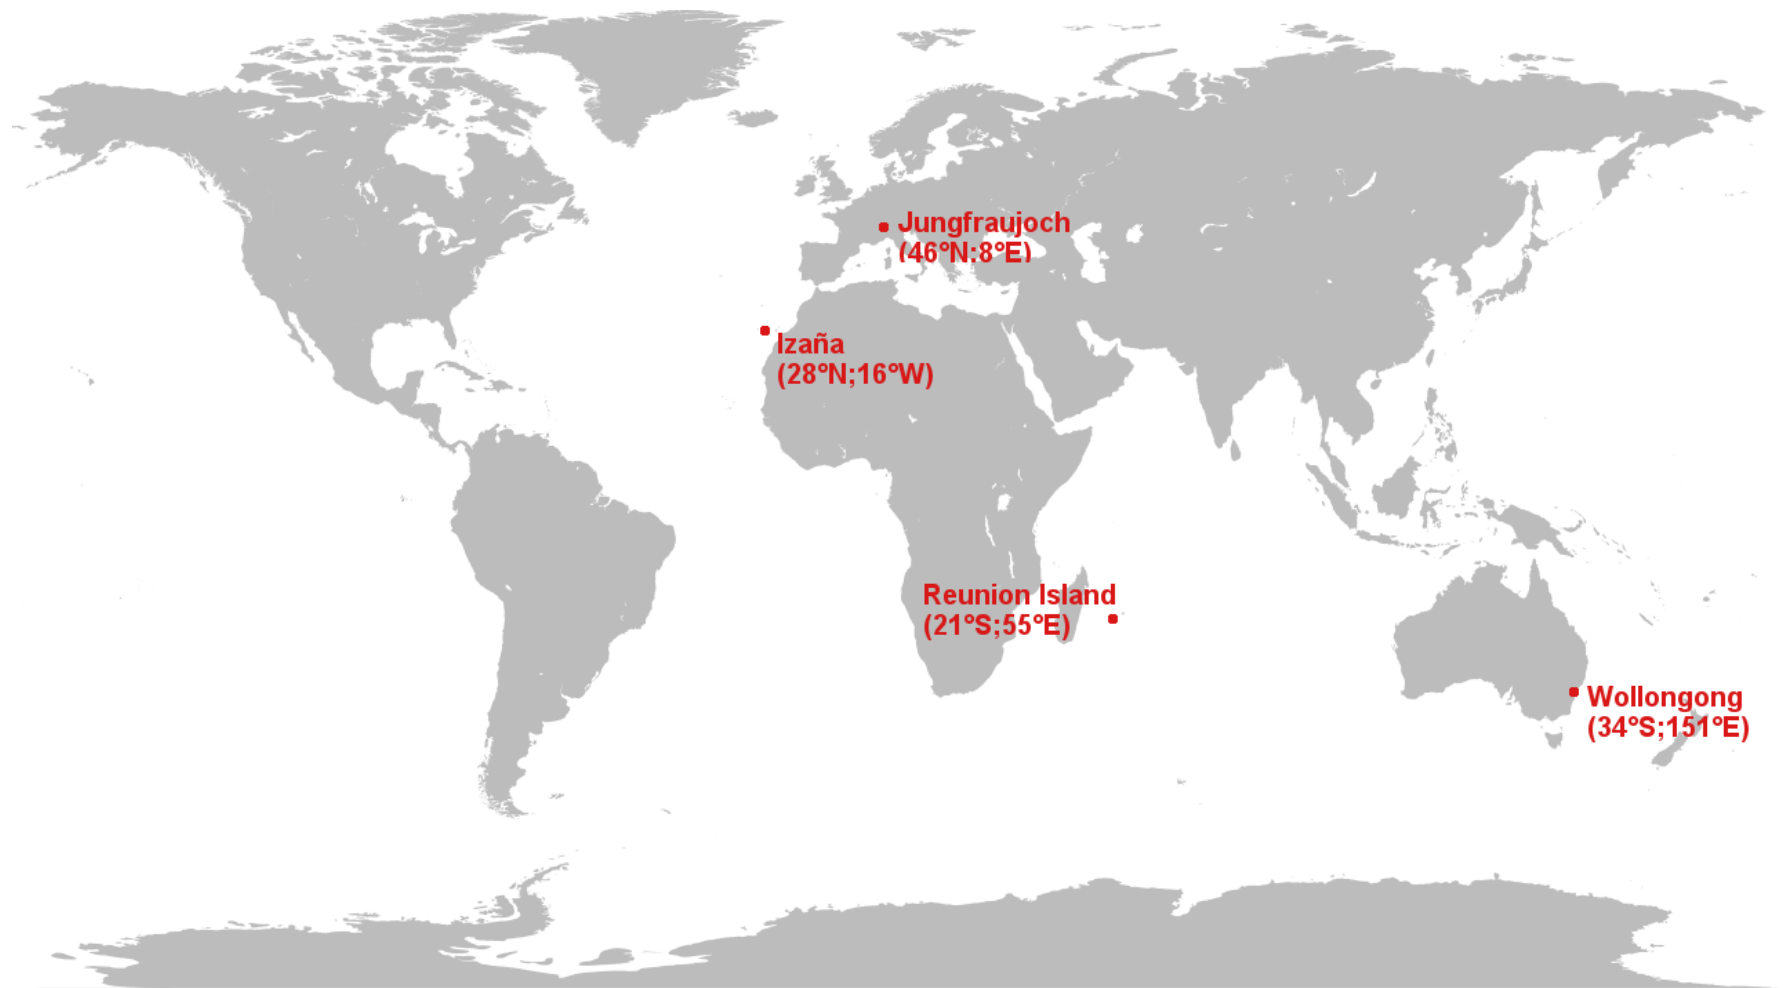 Jungfraujoch
(46°N;8°E)
Izaña
(28°N;16°W)
Reunion Island
(21°S;55°E)
Wollongong
(34°S;151°E)